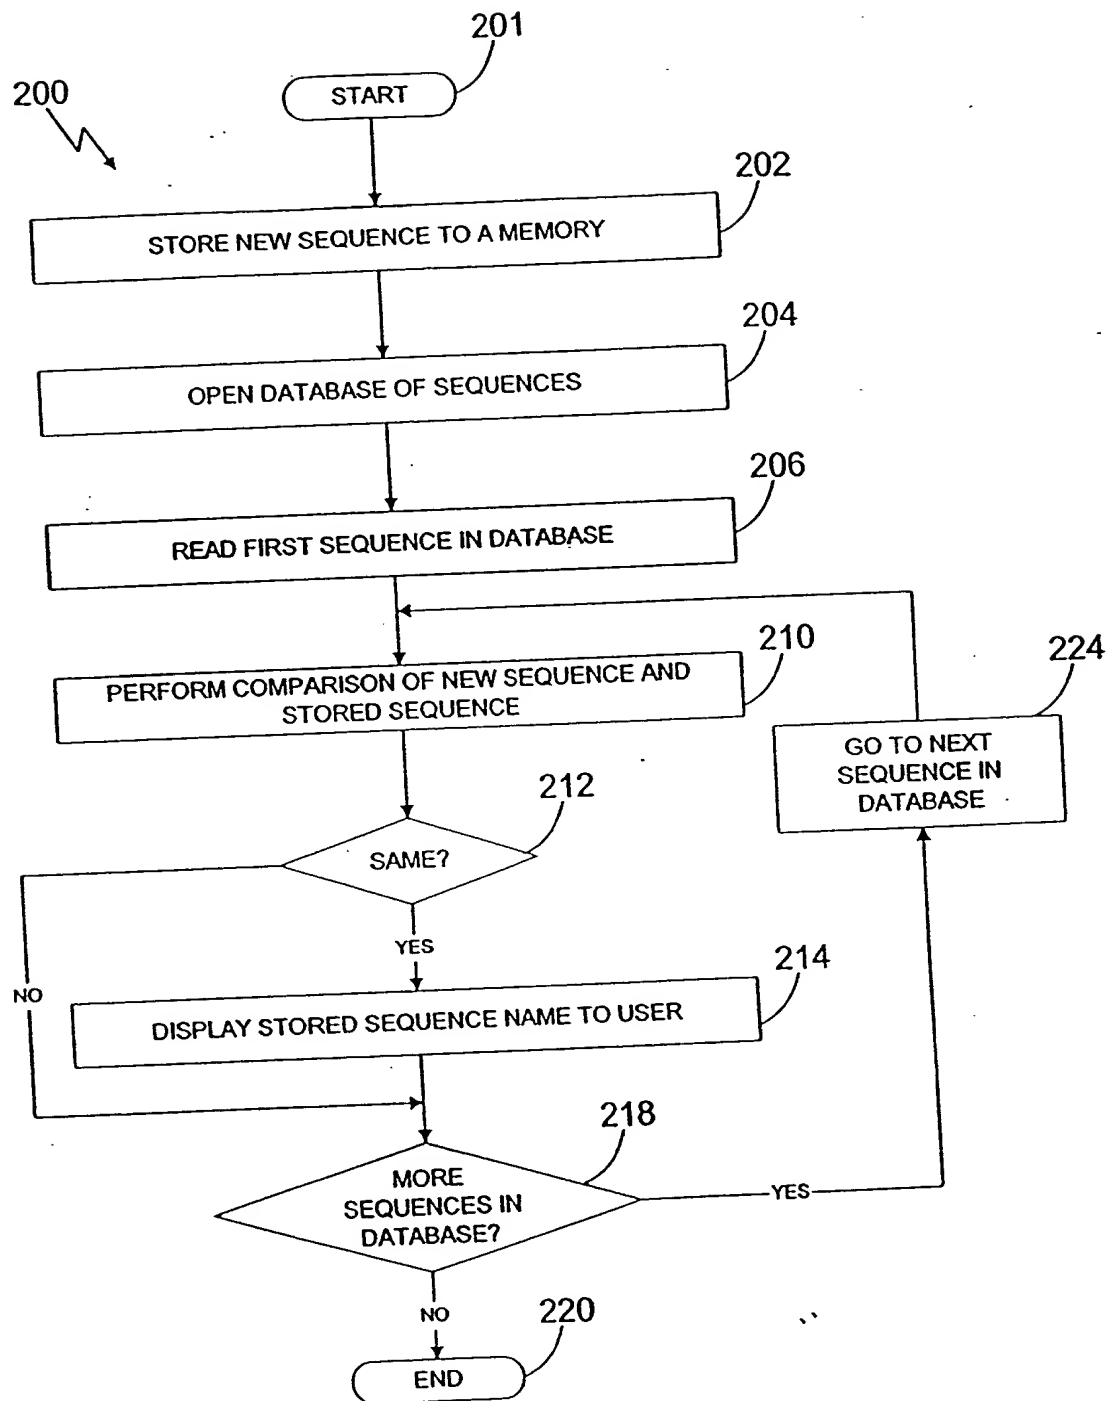 201
START
200
202
STORE NEW SEQUENCE TO A MEMORY
204
OPEN DATABASE OF SEQUENCES
206
READ FIRST SEQUENCE IN DATABASE
210
PERFORM COMPARISON OF NEW SEQUENCE AND
STORED SEQUENCE
224
GO TO NEXT
SEQUENCE IN
DATABASE
212
SAME?
YES
NO
214
DISPLAY STORED SEQUENCE NAME TO USER
218
MORE
SEQUENCES IN
DATABASE?
YES
NO
220
END